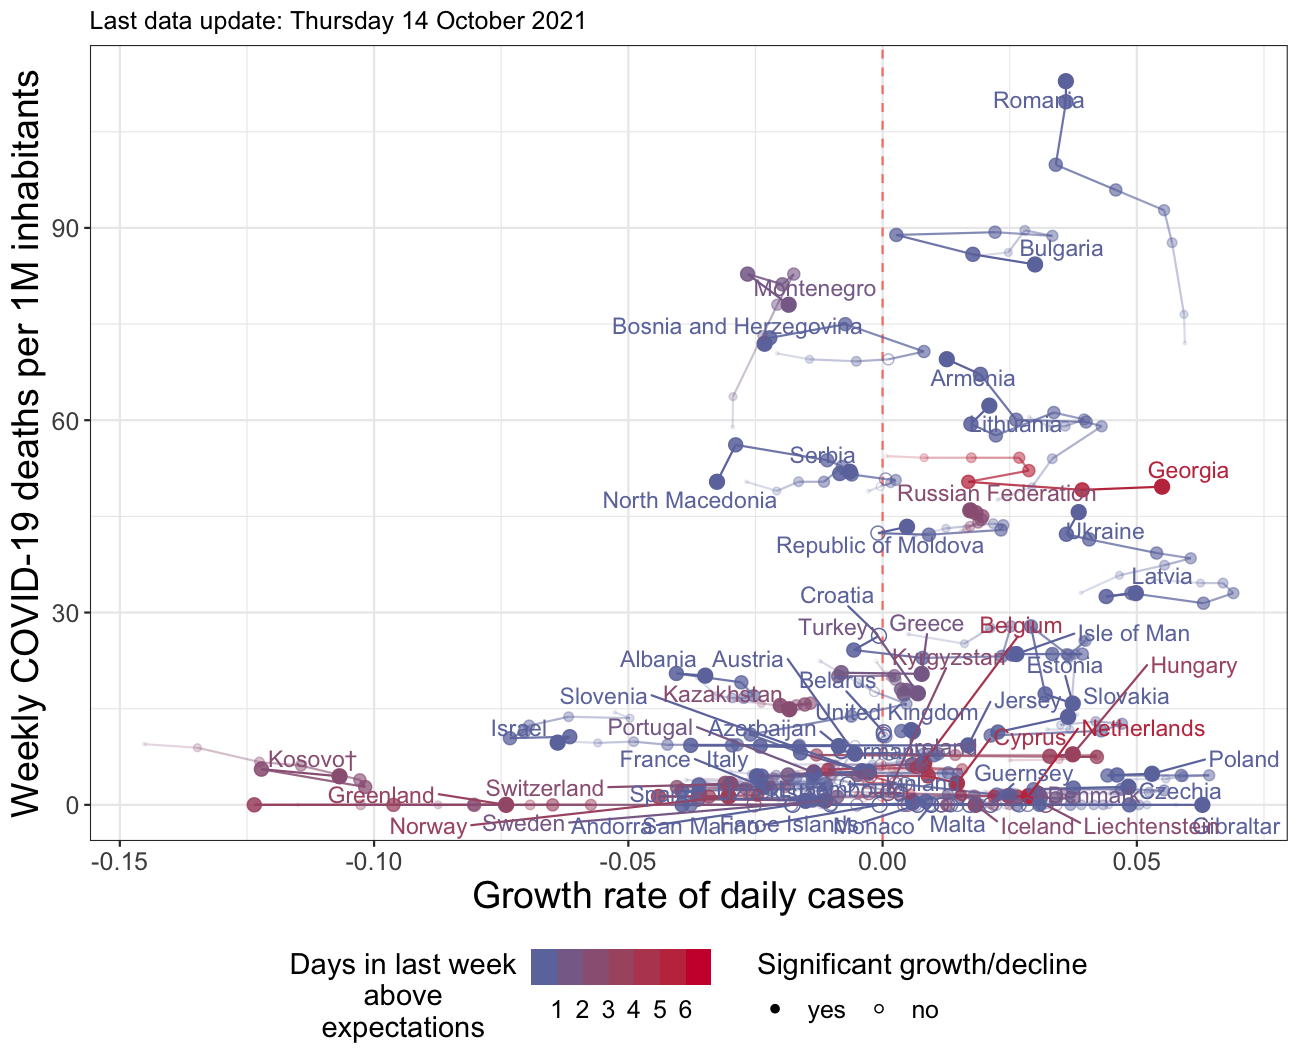 Last data update: Thursday 14 October 2021
Weekly COVID-19 deaths per 1M inhabitants
90
60
30
0
Romania
Bulgaria
Montenegro
Bosnia and Herzegovina
Armenia
Lithuania
Serbia
Georgia
North Macedonia
Russian Federation
Ukraine
Republic of Moldova
Latvia
Croatia
Turkey
Greece
Belgium
Isle of Man
Albania
Austria
Kyrgyzstan
Estonia
Hungary
Slovenia
Kazakhstan
Belarus
Jersey
Slovakia
United Kingdom
Israel
Portugal
Azerbaijan
Cyprus
Netherlands
Kosovo†
France
Italy
Germany
Guernsey
Poland
Greenland
Switzerland
Spain
Finland
Denmark
Czechia
Norway
Sweden
Andorra
San Marino
Faroe Islands
Monaco
Malta
Iceland
Liechtenstein
Gibraltar
-0.15
-0.10
-0.05
0.00
0.05
Growth rate of daily cases
Days in last week
above
expectations
1 2 3 4 5 6
Significant growth/decline
yes
no